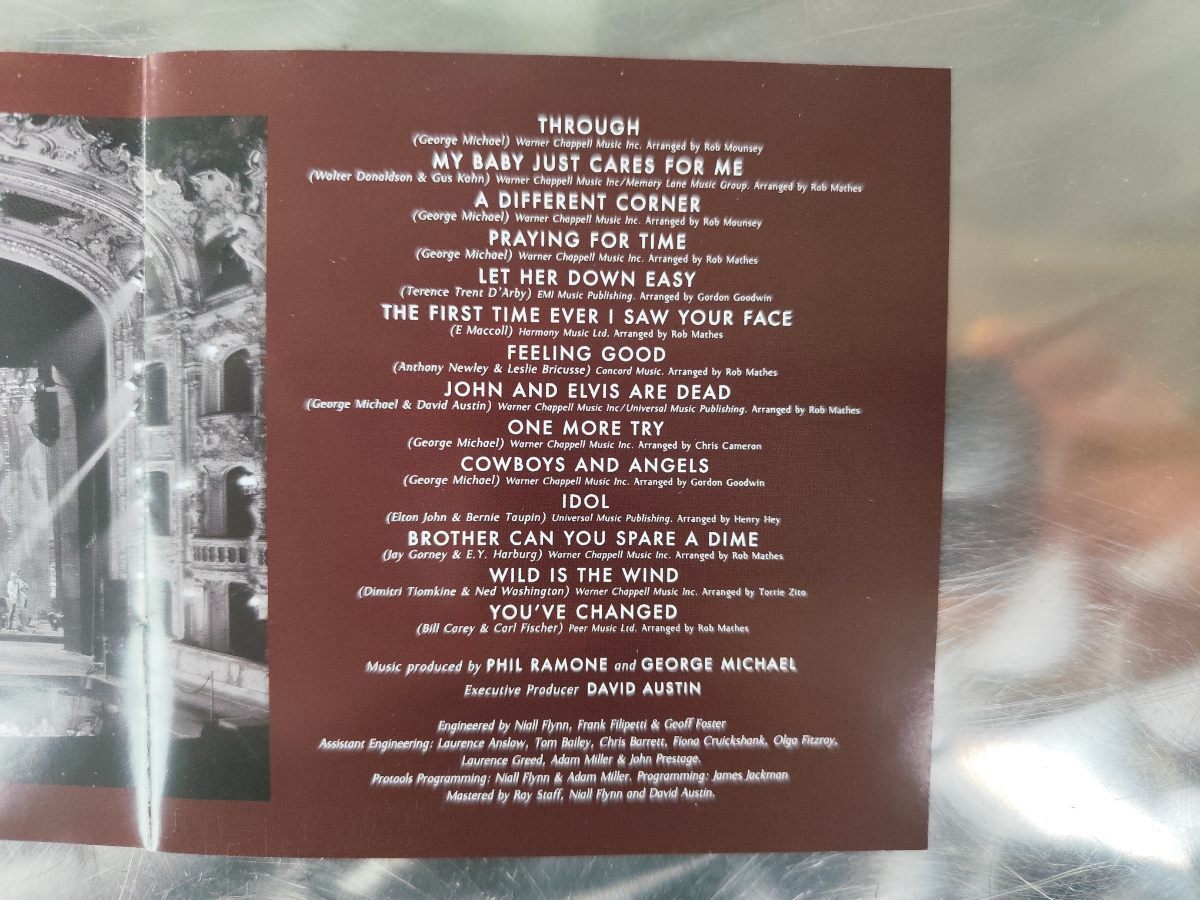 THROUGH
(George Michael) Warner Chappell Music Inc. Arranged by Rob Mounsey
MY BABY JUST CARES FOR ME
(Walter Donaldson & Gus Kahn) Warner Chappell Music Inc/Memory Lane Music Group. Arranged by Rob Mathes
A DIFFERENT CORNER
(George Michael) Warner Chappell Music Inc. Arranged by Rob Mounsey
PRAYING FOR TIME
(George Michael) Warner Chappell Music Inc. Arranged by Rob Mathes
LET HER DOWN EASY
(Terence Trent D'Arby) EMI Music Publishing. Arranged by Gordon Goodwin
THE FIRST TIME EVER I SAW YOUR FACE
(E Maccoll) Harmony Music Ltd. Arranged by Rob Mathes
FEELING GOOD
(Anthony Newley & Leslie Bricusse) Concord Music. Arranged by Rob Mathes
JOHN AND ELVIS ARE DEAD
(George Michael & David Austin) Warner Chappell Music Inc/Universal Music Publishing. Arranged by Rob Mathes
ONE MORE TRY
(George Michael) Warner Chappell Music Inc. Arranged by Chris Cameron
COWBOYS AND ANGELS
(George Michael) Warner Chappell Music Inc. Arranged by Gordon Goodwin
IDOL
(Elton John & Bernie Taupin) Universal Music Publishing. Arranged by Henry Hey
BROTHER CAN YOU SPARE A DIME
(Jay Gorney & E.Y. Harburg) Warner Chappell Music Inc. Arranged by Rob Mathes
WILD IS THE WIND
(Dimitri Tiomkine & Ned Washington) Warner Chappell Music Inc. Arranged by Torrie Zito
YOU'VE CHANGED
(Bill Carey & Carl Fischer) Peer Music Ltd. Arranged by Rob Mathes
Music produced by PHIL RAMONE and GEORGE MICHAEL
Executive Producer DAVID AUSTIN
Engineered by Niall Flynn, Frank Filipetti & Geoff Foster
Assistant Engineering: Laurence Anslow, Tom Bailey, Chris Barrett, Fiona Cruickshank, Olga Fitzroy,
Laurence Greed, Adam Miller & John Prestage.
Protools Programming: Niall Flynn & Adam Miller. Programming: James Jackman
Mastered by Ray Staff, Niall Flynn and David Austin.